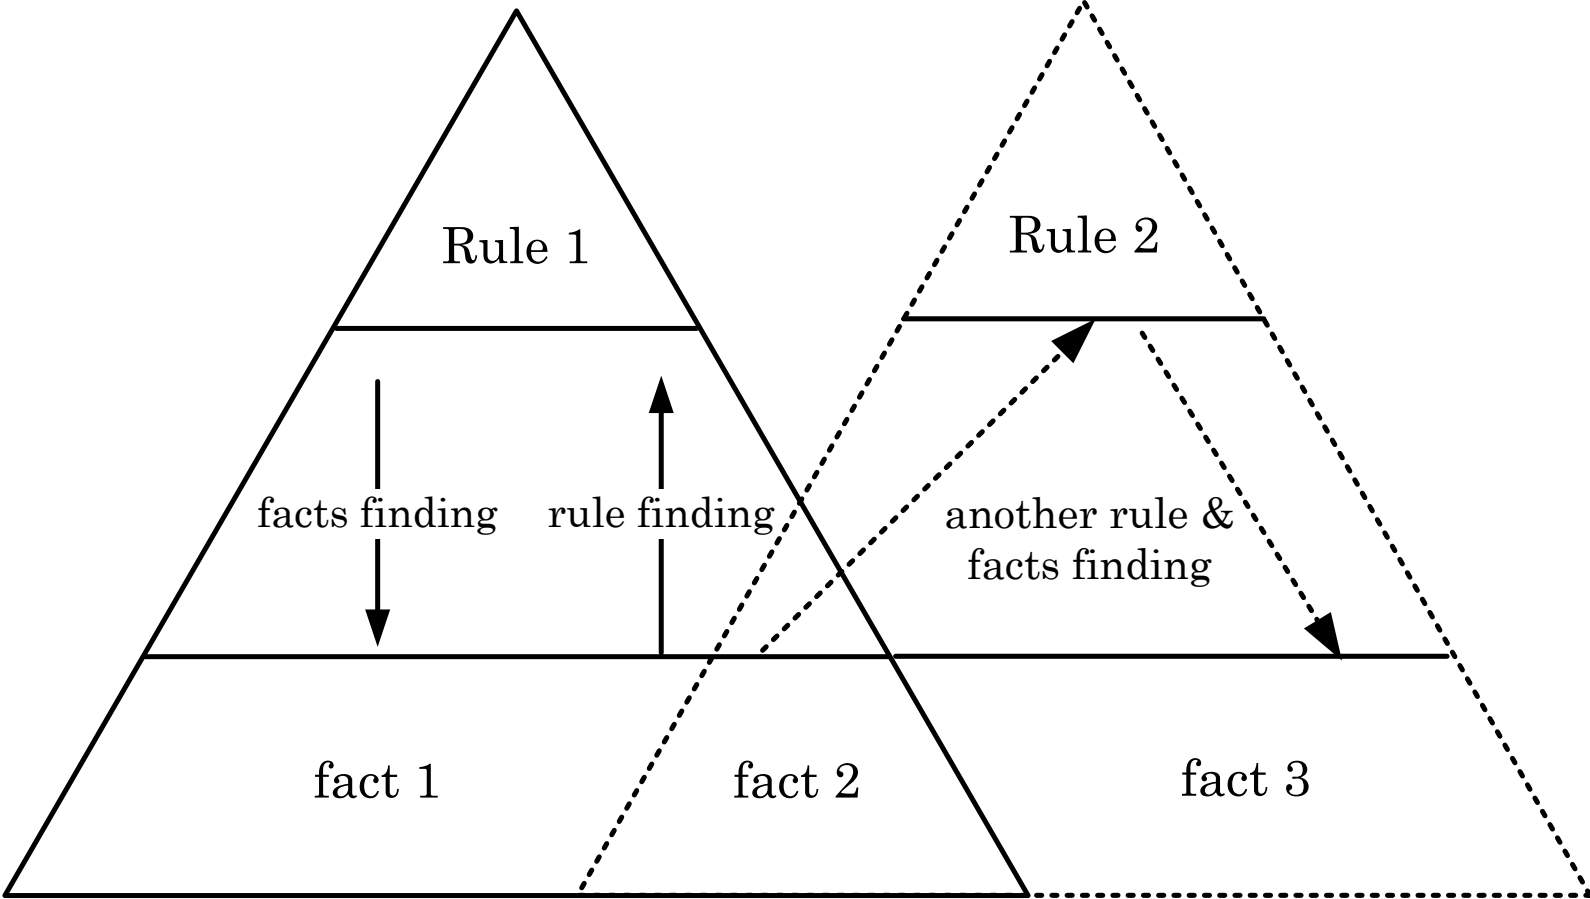 Rule 1
Rule 2
facts finding
rule finding
another rule &
facts finding
fact 1
fact 2
fact 3